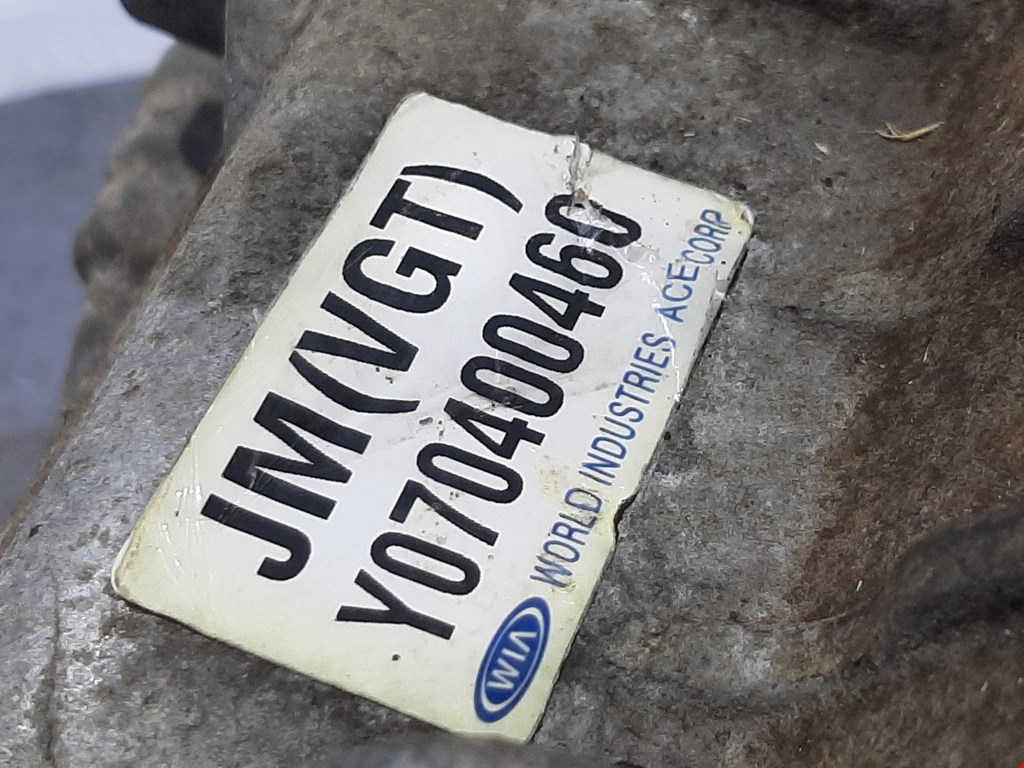 JM(VGT)
Y070400460
WIA WORLD INDUSTRIES ACE CORP